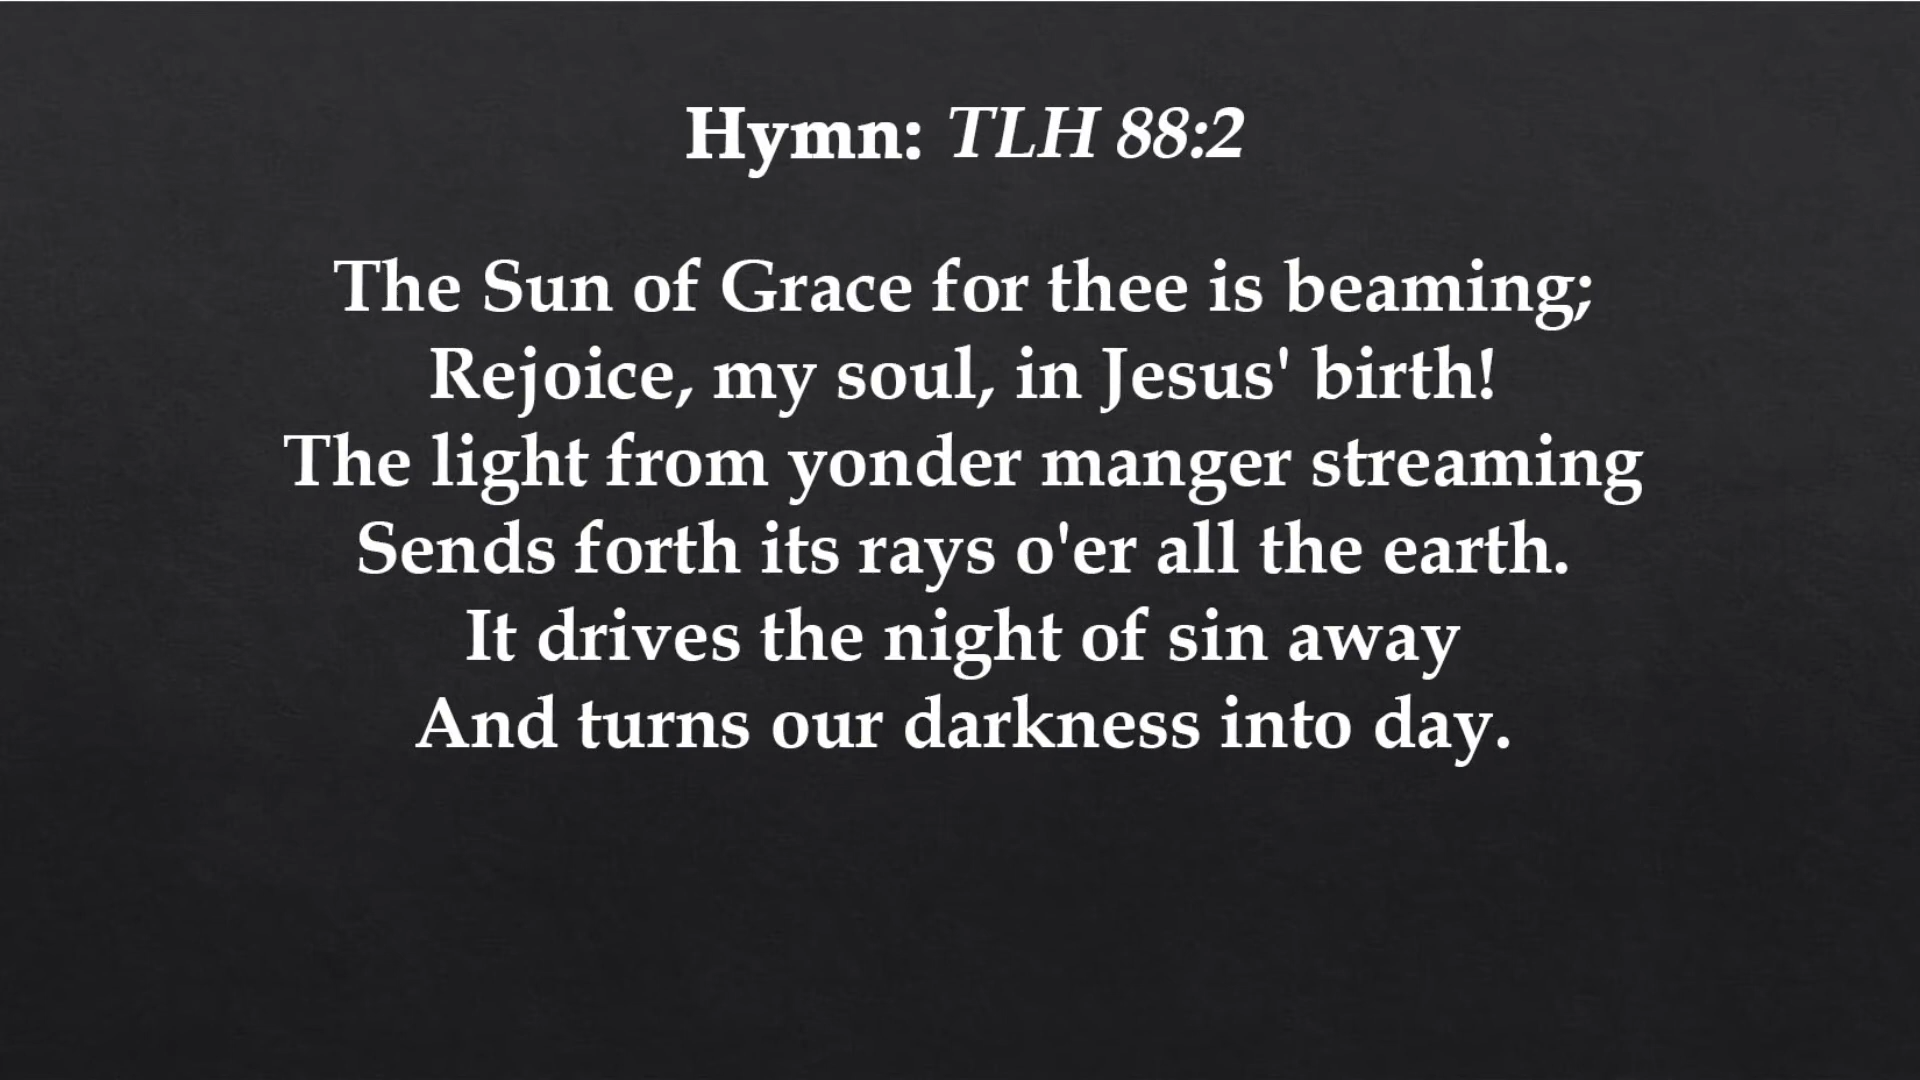 Hymn: TLH 88:2
The Sun of Grace for thee is beaming;
Rejoice, my soul, in Jesus' birth!
The light from yonder manger streaming
Sends forth its rays o'er all the earth.
It drives the night of sin away
And turns our darkness into day.